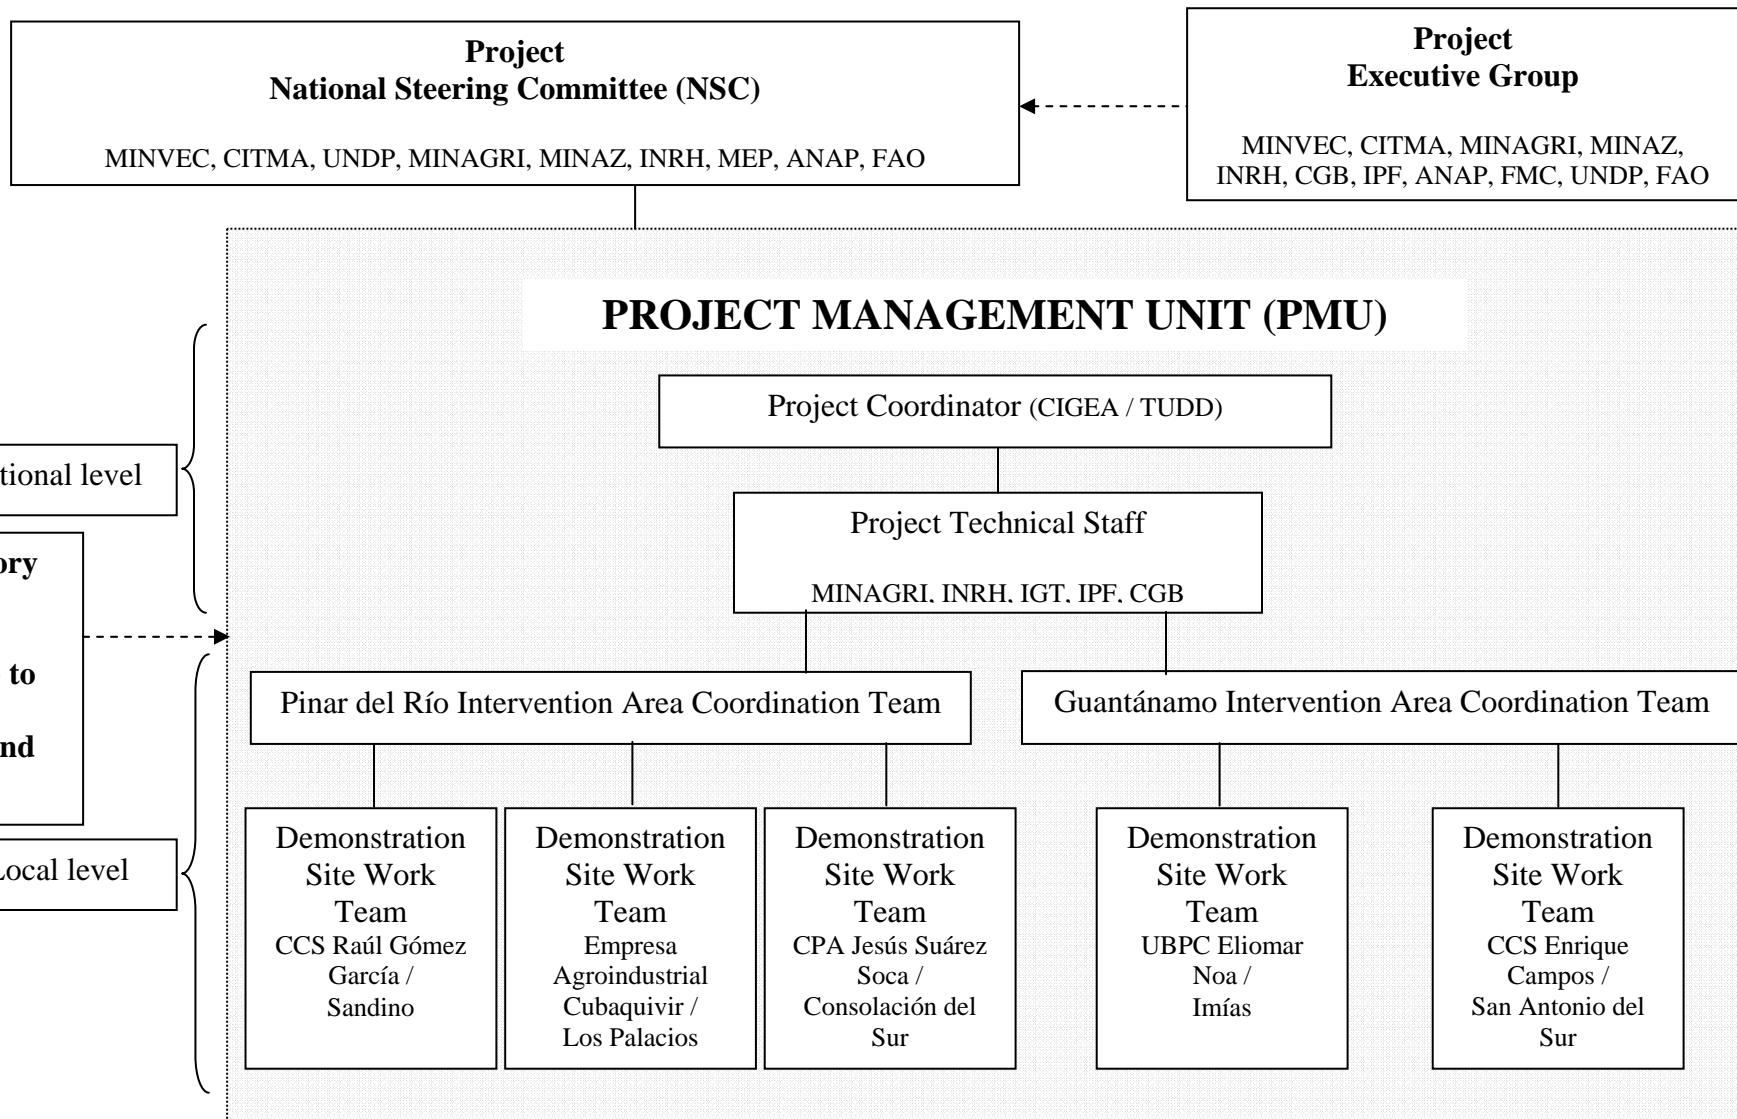 Project
National Steering Committee (NSC)
MINVEC, CITMA, UNDP, MINAGRI, MINAZ, INRH, MEP, ANAP, FAO
Project
Executive Group
MINVEC, CITMA, MINAGRI, MINAZ,
INRH, CGB, IPF, ANAP, FMC, UNDP, FAO
PROJECT MANAGEMENT UNIT (PMU)
Project Coordinator (CIGEA / TUDD)
tional level
Project Technical Staff
MINAGRI, INRH, IGT, IPF, CGB
ory
to
nd
Pinar del Río Intervention Area Coordination Team
Guantánamo Intervention Area Coordination Team
Local level
Demonstration
Site Work
Team
CCS Raúl Gómez
García /
Sandino
Demonstration
Site Work
Team
Empresa
Agroindustrial
Cubaquivir /
Los Palacios
Demonstration
Site Work
Team
CPA Jesús Suárez
Soca /
Consolación del
Sur
Demonstration
Site Work
Team
UBPC Eliomar
Noa /
Imías
Demonstration
Site Work
Team
CCS Enrique
Campos /
San Antonio del
Sur